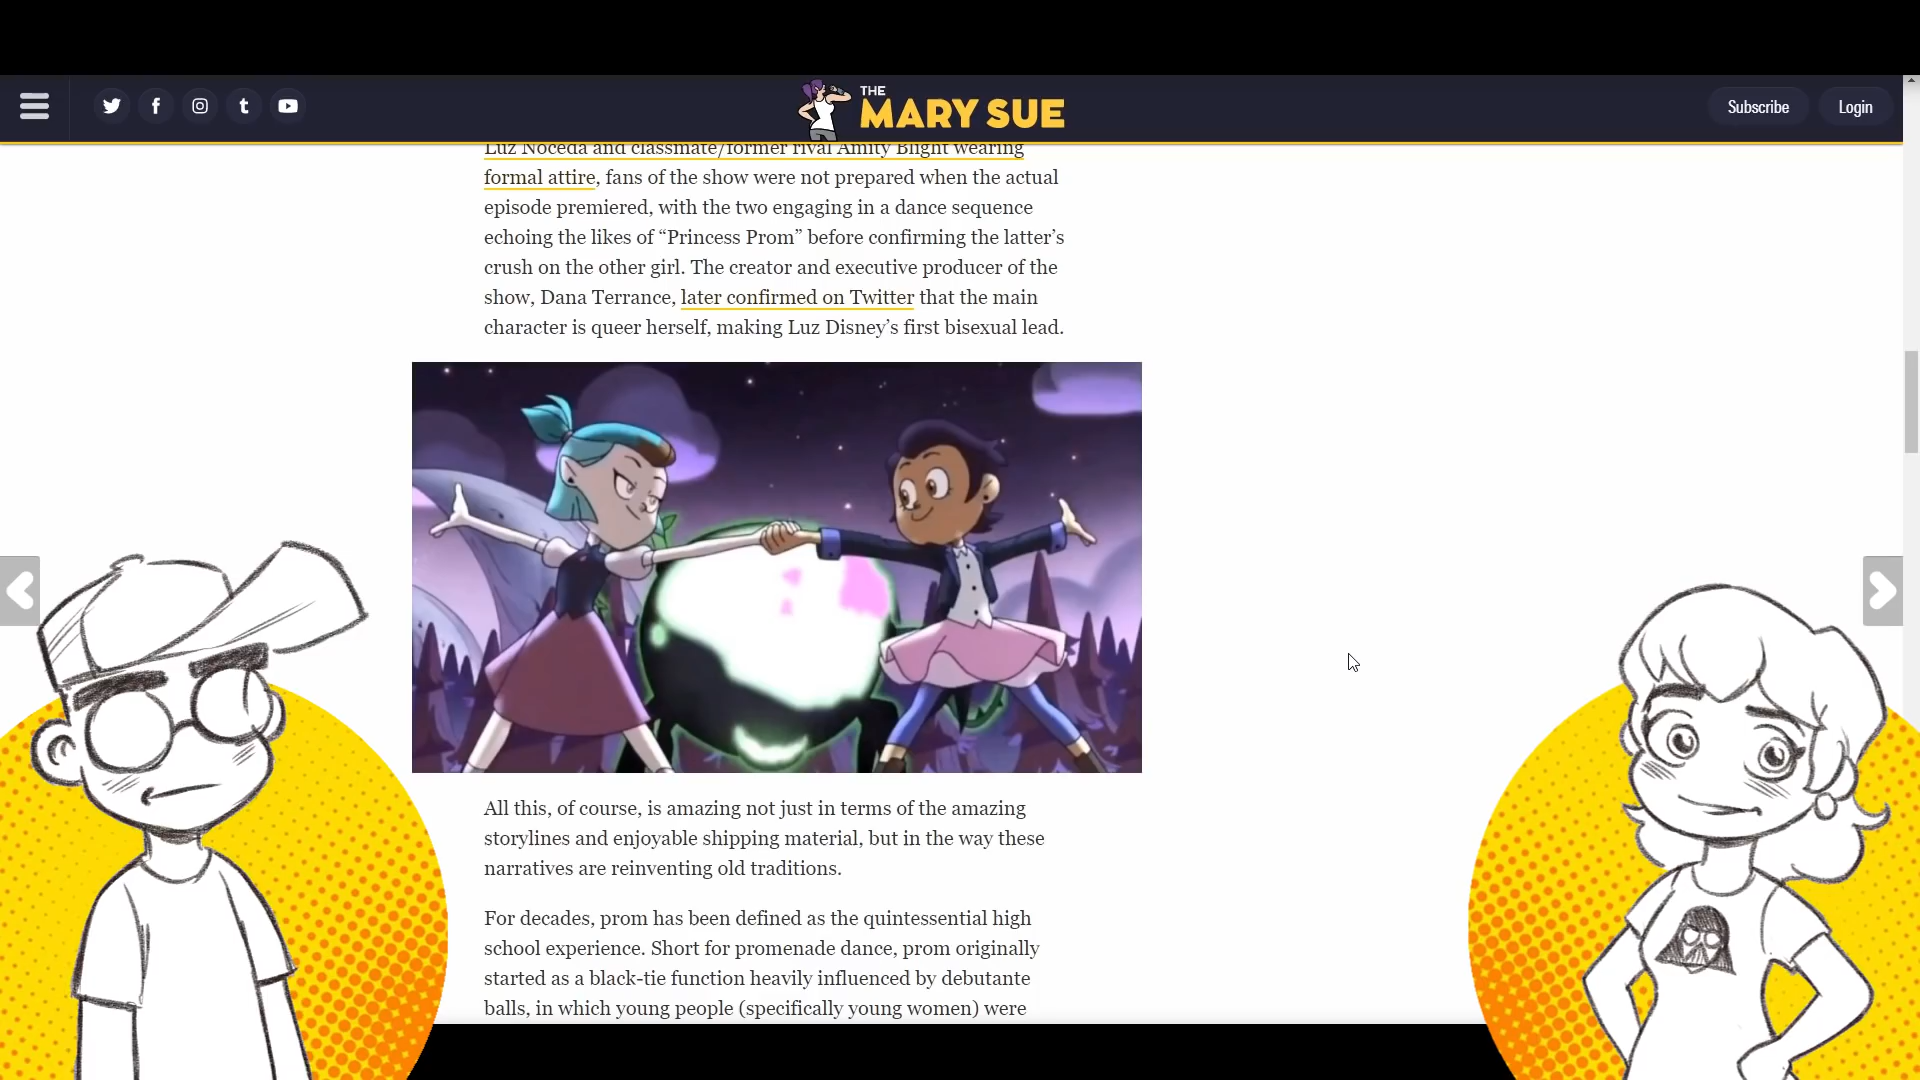 THE
MARY SUE
Subscribe
Login
Luz Noceda and classmate/former rival Amity Blight wearing
formal attire, fans of the show were not prepared when the actual
episode premiered, with the two engaging in a dance sequence
echoing the likes of “Princess Prom” before confirming the latter’s
crush on the other girl. The creator and executive producer of the
show, Dana Terrance, later confirmed on Twitter that the main
character is queer herself, making Luz Disney’s first bisexual lead.
All this, of course, is amazing not just in terms of the amazing
storylines and enjoyable shipping material, but in the way these
narratives are reinventing old traditions.
For decades, prom has been defined as the quintessential high
school experience. Short for promenade dance, prom originally
started as a black-tie function heavily influenced by debutante
balls, in which young people (specifically young women) were